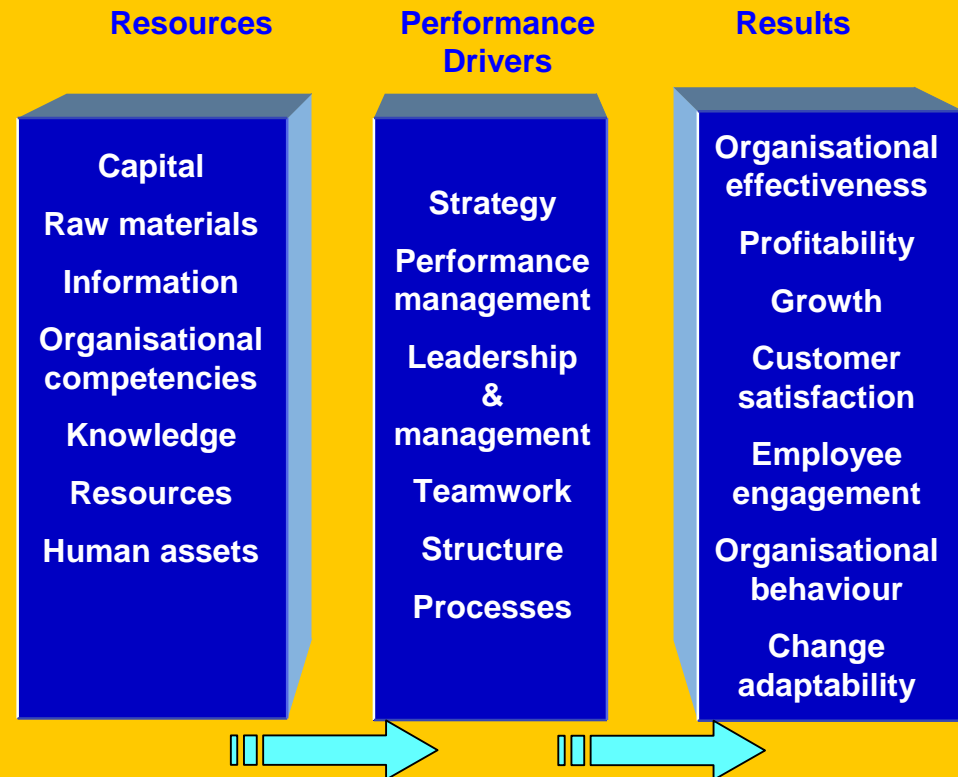 Resources
Performance
Drivers
Results
Capital
Raw materials
Information
Organisational
competencies
Knowledge
Resources
Human assets
Strategy
Performance
management
Leadership
&
management
Teamwork
Structure
Processes
Organisational
effectiveness
Profitability
Growth
Customer
satisfaction
Employee
engagement
Organisational
behaviour
Change
adaptability